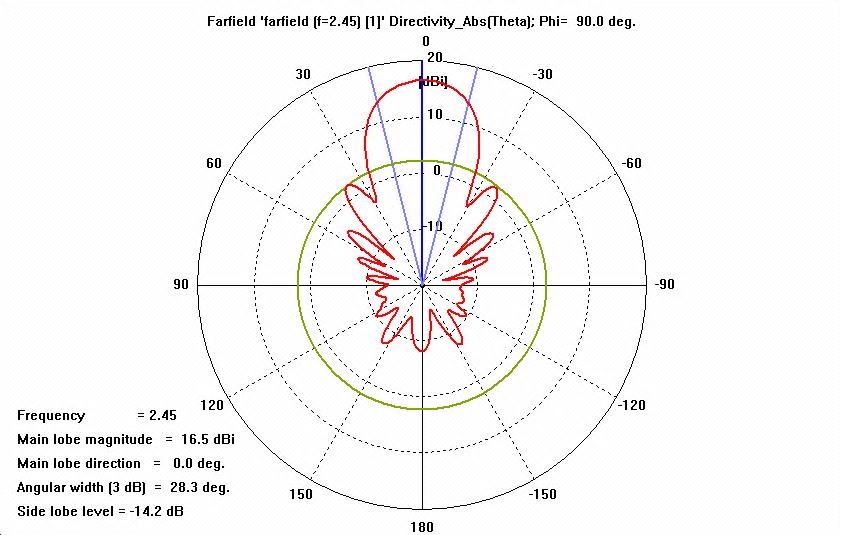 Farfield 'farfield (f=2.45) [1]' Directivity_Abs(Theta); Phi= 90.0 deg.
0
30
20
-30
[dBi]
10
60
0
-60
-10
90
-90
120
-120
Frequency = 2.45
Main lobe magnitude = 16.5 dBi
Main lobe direction = 0.0 deg.
Angular width (3 dB) = 28.3 deg.
150
-150
Side lobe level = -14.2 dB
180